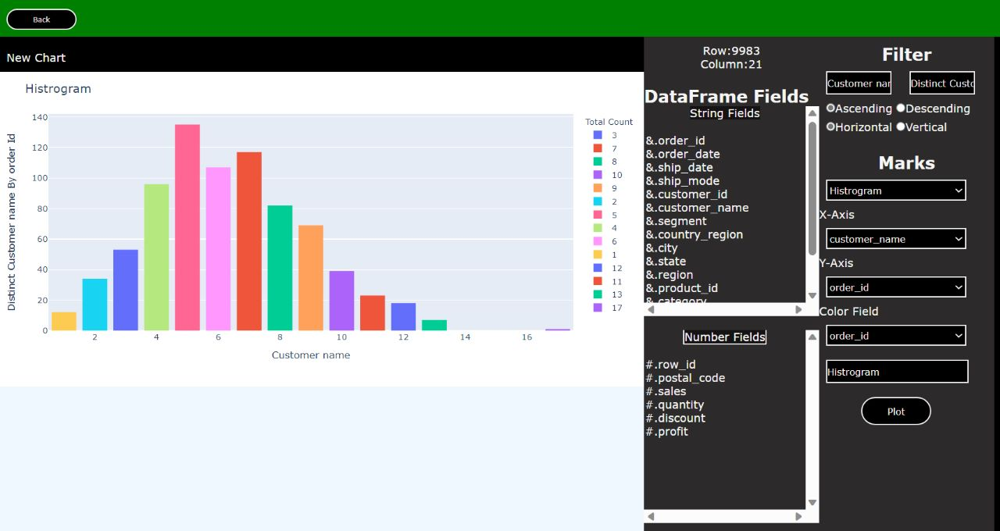 Back
New Chart
Histrogram
Distinct Customer name By order Id
140
120
100
80
60
40
20
0
2
4
6
8
10
12
14
16
Customer name
Total Count
3
7
8
10
9
2
5
4
6
1
12
11
13
17
Row:9983
Column:21
DataFrame Fields
String Fields
&.order_id
&.order_date
&.ship_date
&.ship_mode
&.customer_id
&.customer_name
&.segment
&.country_region
&.city
&.state
&.region
&.product_id
&.category
Number Fields
#.row_id
#.postal_code
#.sales
#.quantity
#.discount
#.profit
Filter
Customer nar
Distinct Custo
Ascending Descending
Horizontal Vertical
Marks
Histrogram
X-Axis
customer_name
Y-Axis
order_id
Color Field
order_id
Histrogram
Plot